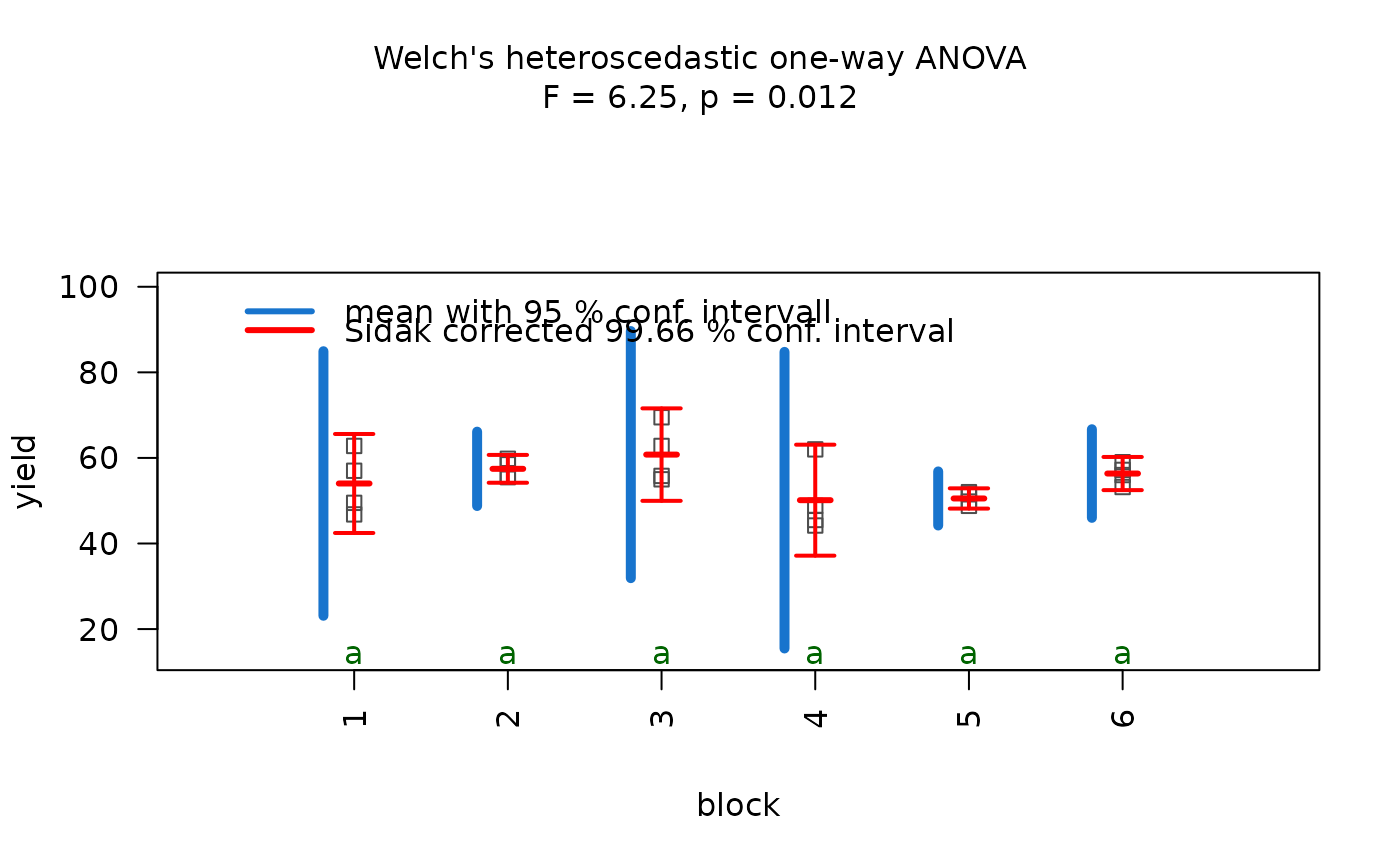 Welch's heteroscedastic one-way ANOVA
F = 6.25, p = 0.012
100
80
60
40
20
yield
mean with 95 % conf. intervall
Sidak corrected 99.66 % conf. interval
a a a a a a
1 2 3 4 5 6
block